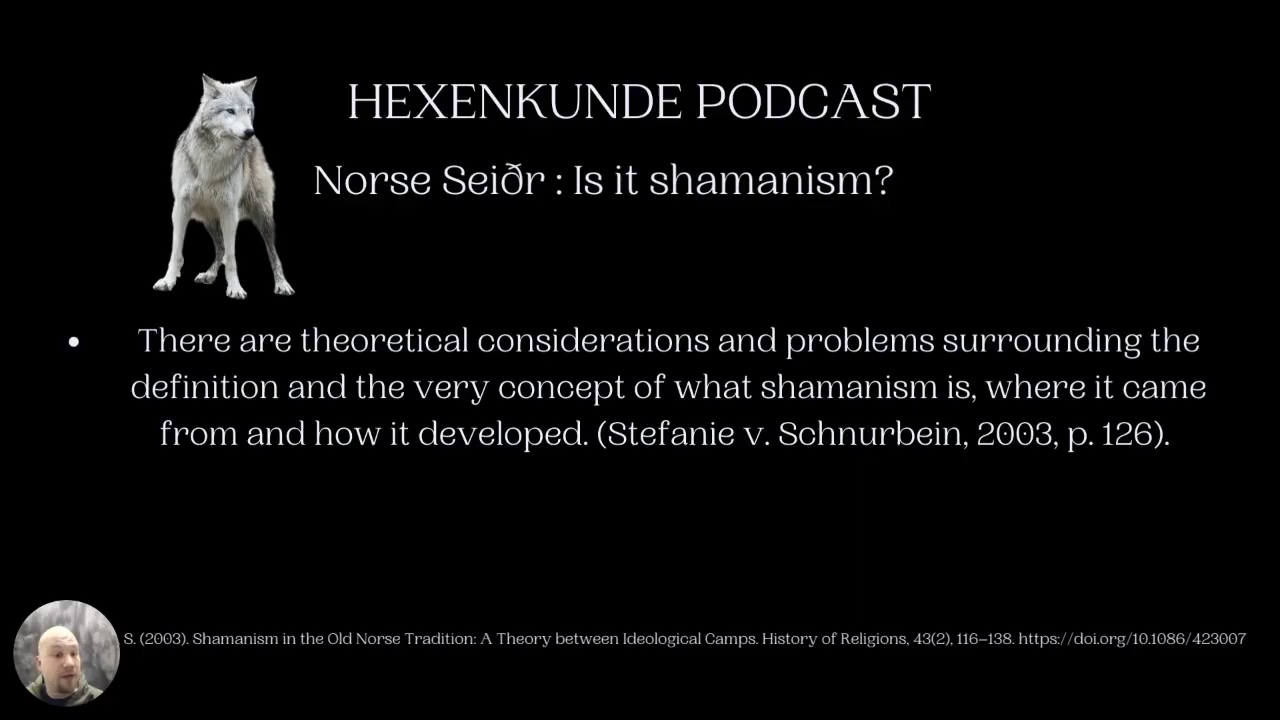 HEXENKUNDE PODCAST
Norse Seiðr : Is it shamanism?
• There are theoretical considerations and problems surrounding the
definition and the very concept of what shamanism is, where it came
from and how it developed. (Stefanie v. Schnurbein, 2003, p. 126).
S. (2003). Shamanism in the Old Norse Tradition: A Theory between Ideological Camps. History of Religions, 43(2), 116–138. https://doi.org/10.1086/423007